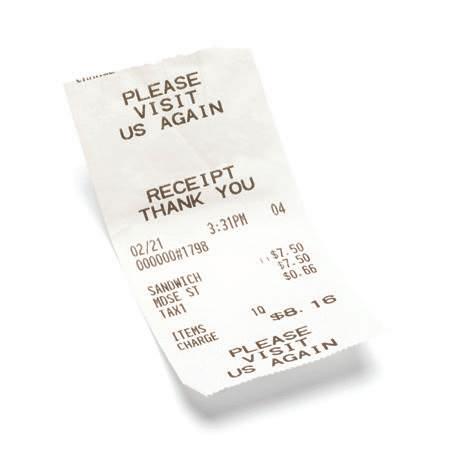 PLEASE
VISIT
US AGAIN
RECEIPT
THANK YOU
02/21 3:31PM 04
000000#1798
SANDWICH $7.50
MDSE ST $7.50
TAX1 $0.66
ITEMS 1Q
CHARGE $8.16
PLEASE
VISIT
US AGAIN